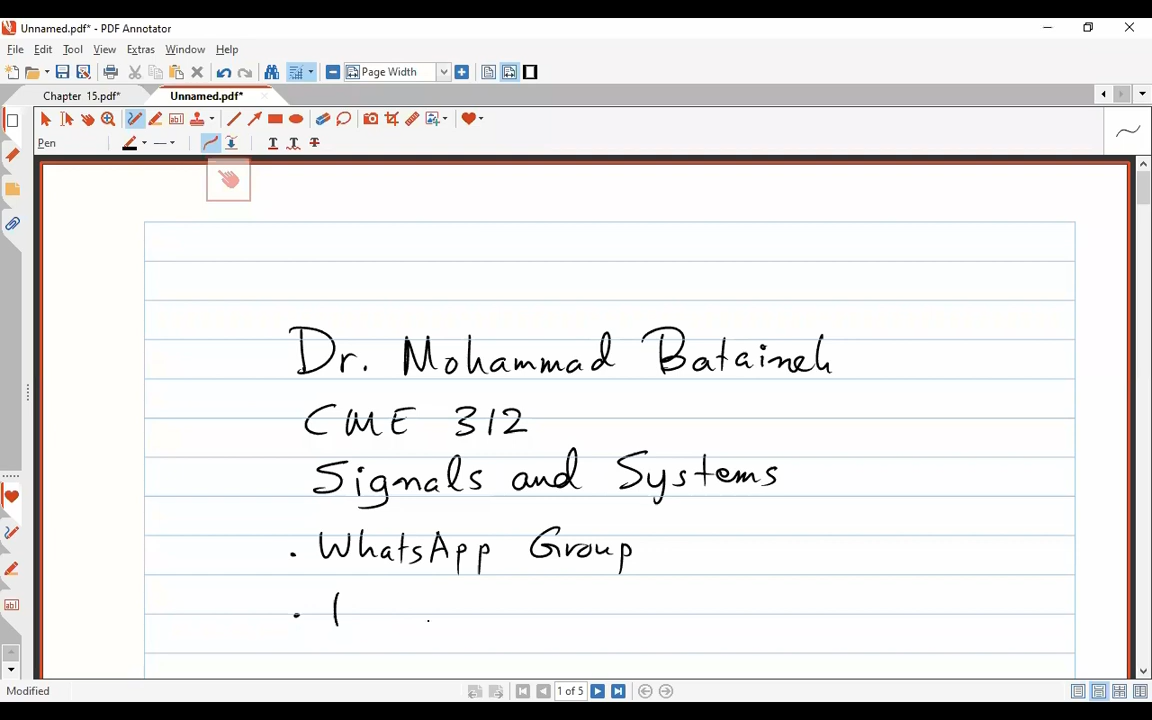 Unnamed.pdf* - PDF Annotator
File Edit Tool View Extras Window Help
Page Width
Chapter 15.pdf* Unnamed.pdf*
Pen
Dr. Mohammad Bataineh
CME 312
Signals and Systems
. WhatsApp Group
.
1 of 5
Modified